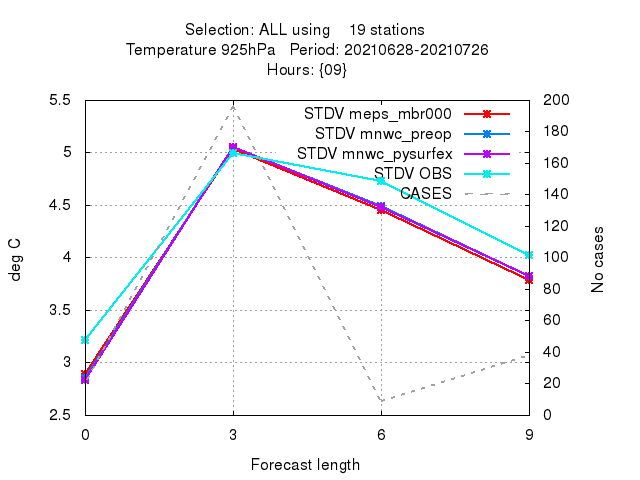 Selection: ALL using 19 stations
Temperature 925hPa Period: 20210628-20210726
Hours: {09}
STDV meps_mbr000
STDV mnwc_preop
STDV mnwc_pysurfex
STDV OBS
CASES
deg C
5.5
5
4.5
4
3.5
3
2.5
No cases
200
180
160
140
120
100
80
60
40
20
0
0 3 6 9
Forecast length